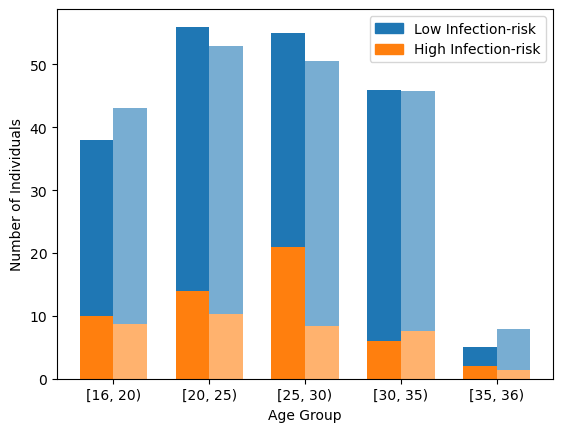 Low Infection-risk
High Infection-risk
Number of Individuals
50
40
30
20
10
0
[16, 20)
[20, 25)
[25, 30)
[30, 35)
[35, 36)
Age Group